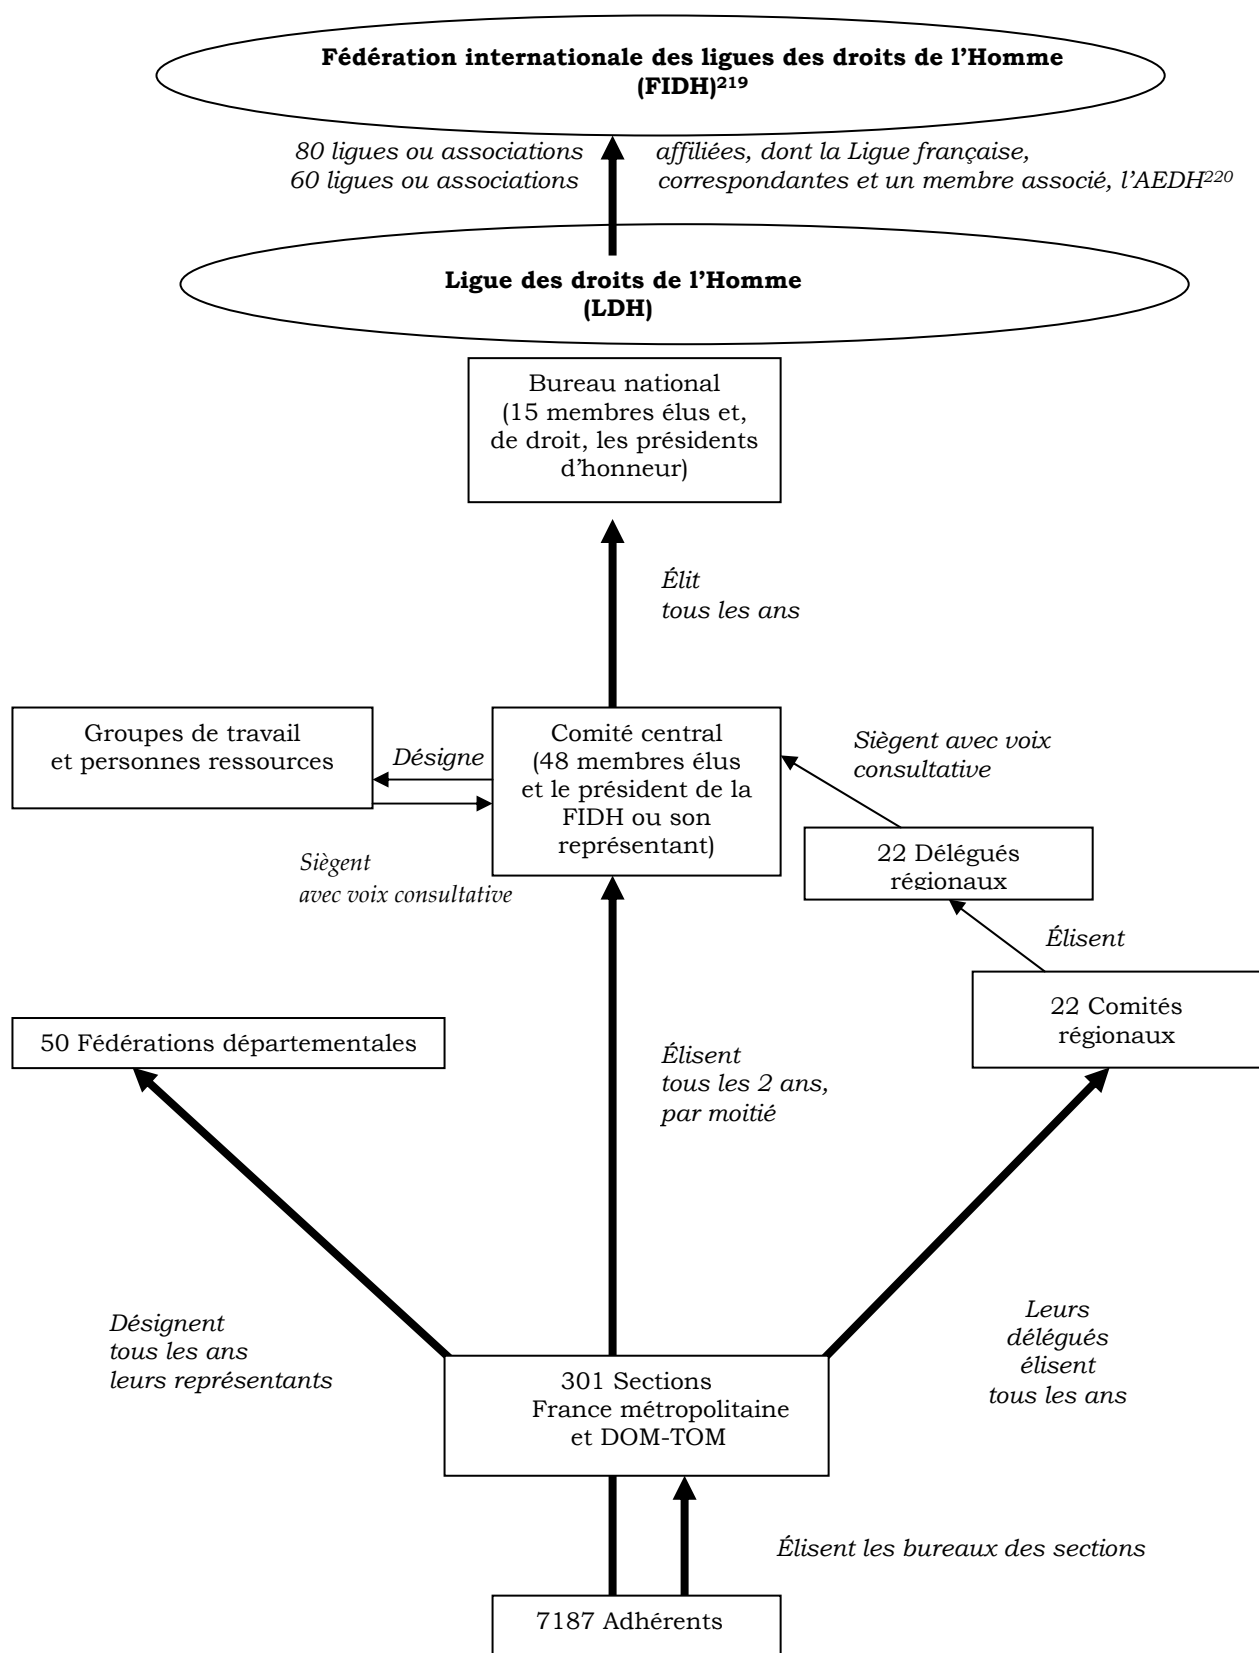 Fédération internationale des ligues des droits de l’Homme
(FIDH)219
80 ligues ou associations affiliées, dont la Ligue française,
60 ligues ou associations correspondantes et un membre associé, l’AEDH220
Ligue des droits de l’Homme
(LDH)
Bureau national
(15 membres élus et,
de droit, les présidents
d’honneur)
Élit
tous les ans
Groupes de travail
et personnes ressources
Désigne
Comité central
(48 membres élus
et le président de la
FIDH ou son
représentant)
Siègent avec voix
consultative
Siègent
avec voix consultative
22 Délégués
régionaux
Élisent
22 Comités
régionaux
50 Fédérations départementales
Élisent
tous les 2 ans,
par moitié
Désignent
tous les ans
leurs représentants
Leurs
délégués
élisent
tous les ans
301 Sections
France métropolitaine
et DOM-TOM
Élisent les bureaux des sections
7187 Adhérents